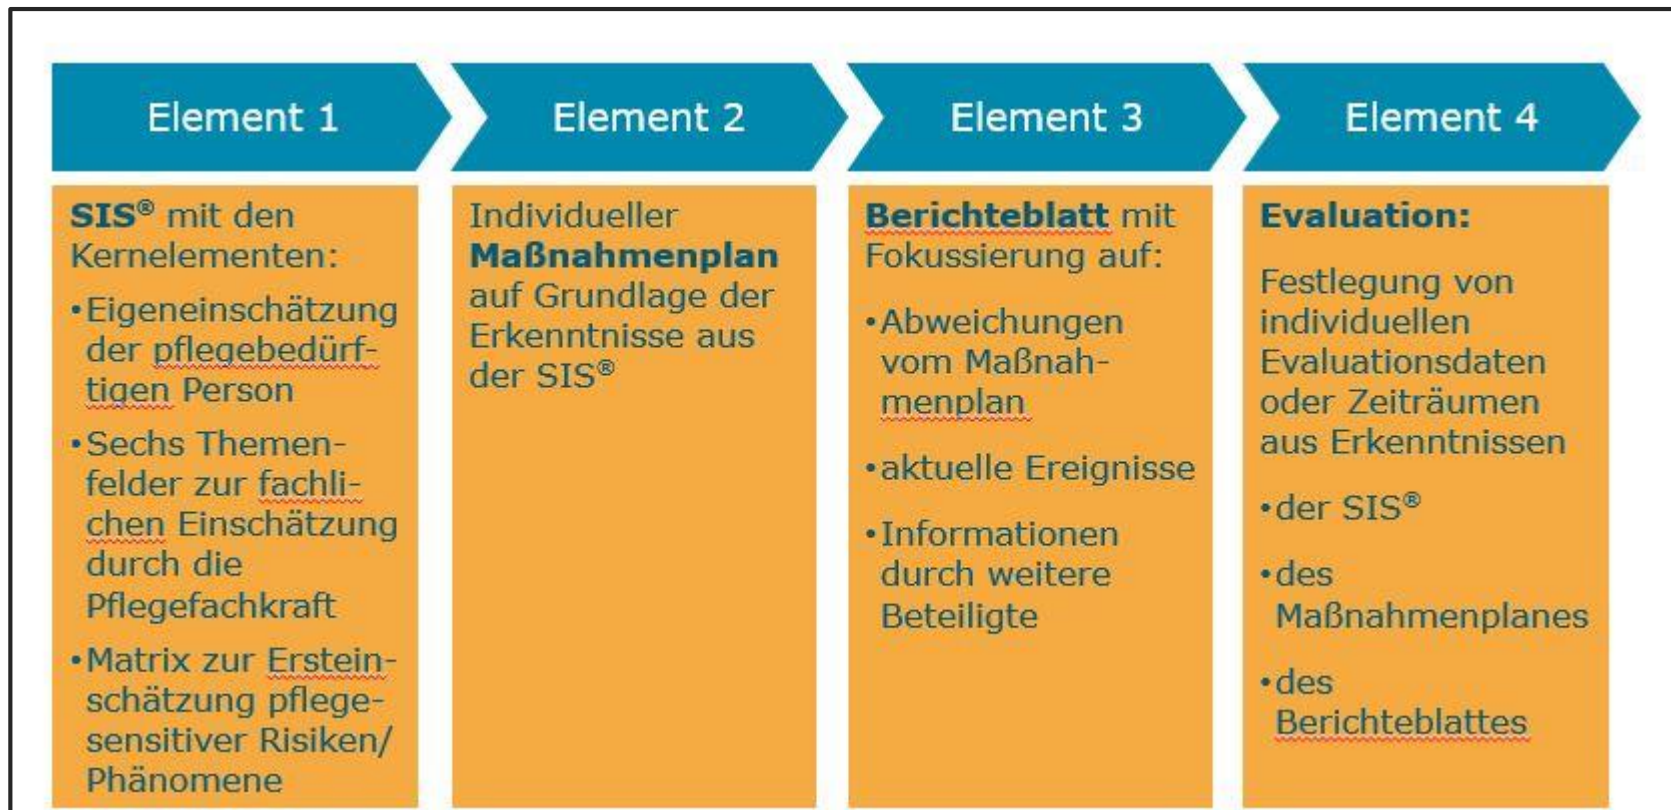 Element 1
SIS® mit den
Kernelementen:
•Eigeneinschätzung
der pflegebedürf-
tigen Person
•Sechs Themen-
felder zur fachli-
chen Einschätzung
durch die
Pflegefachkraft
•Matrix zur Erstein-
schätzung pflege-
sensitiver Risiken/
Phänomene
Element 2
Individueller
Maßnahmenplan
auf Grundlage der
Erkenntnisse aus
der SIS®
Element 3
Berichteblatt mit
Fokussierung auf:
•Abweichungen
vom Maßnah-
menplan
•aktuelle Ereignisse
•Informationen
durch weitere
Beteiligte
Element 4
Evaluation:
Festlegung von
individuellen
Evaluationsdaten
oder Zeiträumen
aus Erkenntnissen
•der SIS®
•des
Maßnahmenplanes
•des
Berichteblattes